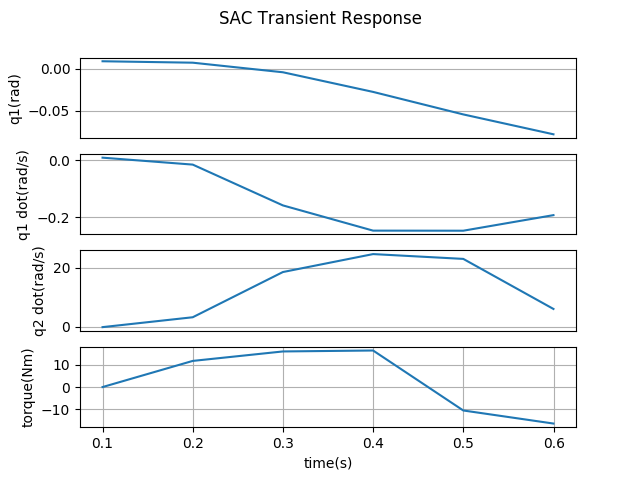 SAC Transient Response
q1(rad)
0.00
−0.05
q1 dot(rad/s)
0.0
−0.2
q2 dot(rad/s)
20
0
torque(Nm)
10
0
−10
0.1 0.2 0.3 0.4 0.5 0.6
time(s)